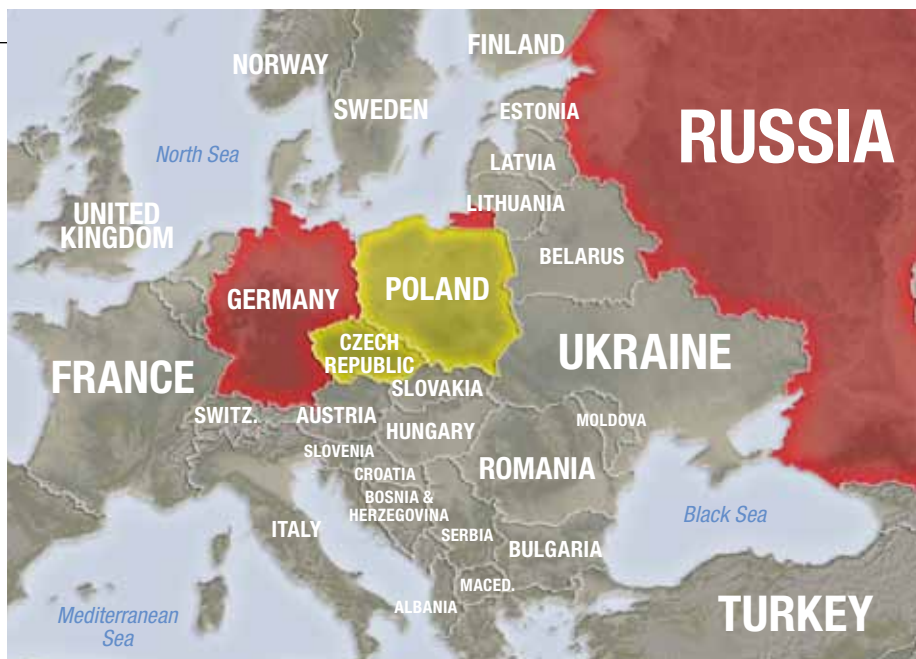 FINLAND
NORWAY
SWEDEN
ESTONIA
RUSSIA
North Sea
LATVIA
LITHUANIA
UNITED
KINGDOM
BELARUS
GERMANY
POLAND
CZECH
REPUBLIC
UKRAINE
FRANCE
SLOVAKIA
SWITZ.
AUSTRIA
MOLDOVA
HUNGARY
SLOVENIA
ROMANIA
CROATIA
BOSNIA &
HERZEGOVINA
Black Sea
ITALY
SERBIA
BULGARIA
MACED.
ALBANIA
TURKEY
Mediterranean
Sea